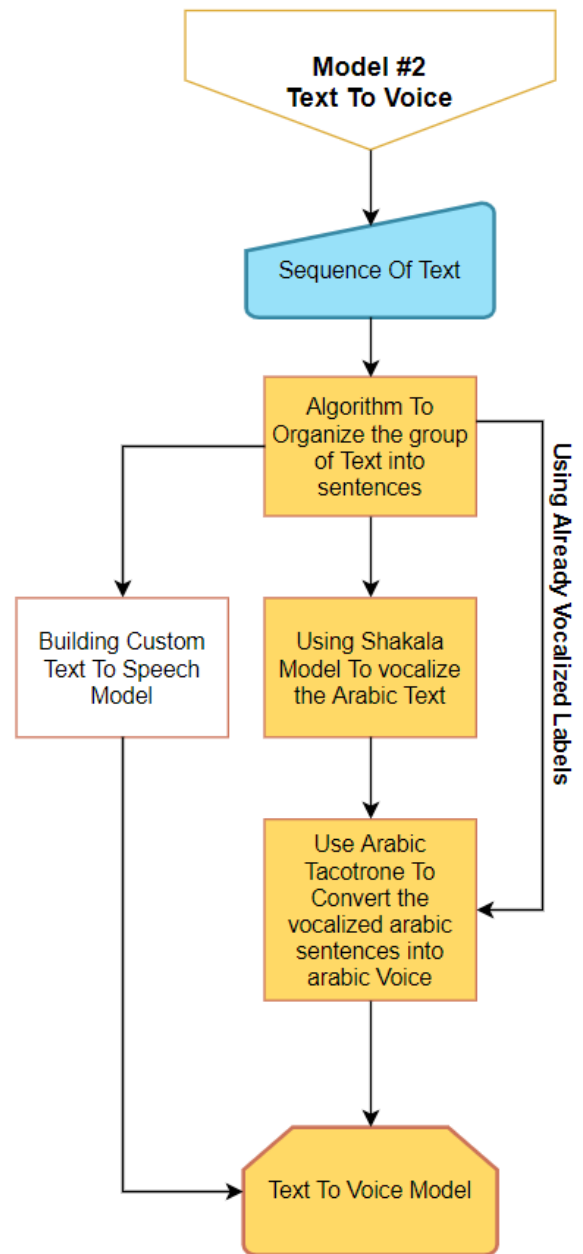 Model #2
Text To Voice
Sequence Of Text
Algorithm To
Organize the group
of Text into
sentences
Using Already Vocalized Labels
Building Custom
Text To Speech
Model
Using Shakala
Model To vocalize
the Arabic Text
Use Arabic
Tacotrone To
Convert the
vocalized arabic
sentences into
arabic Voice
Text To Voice Model